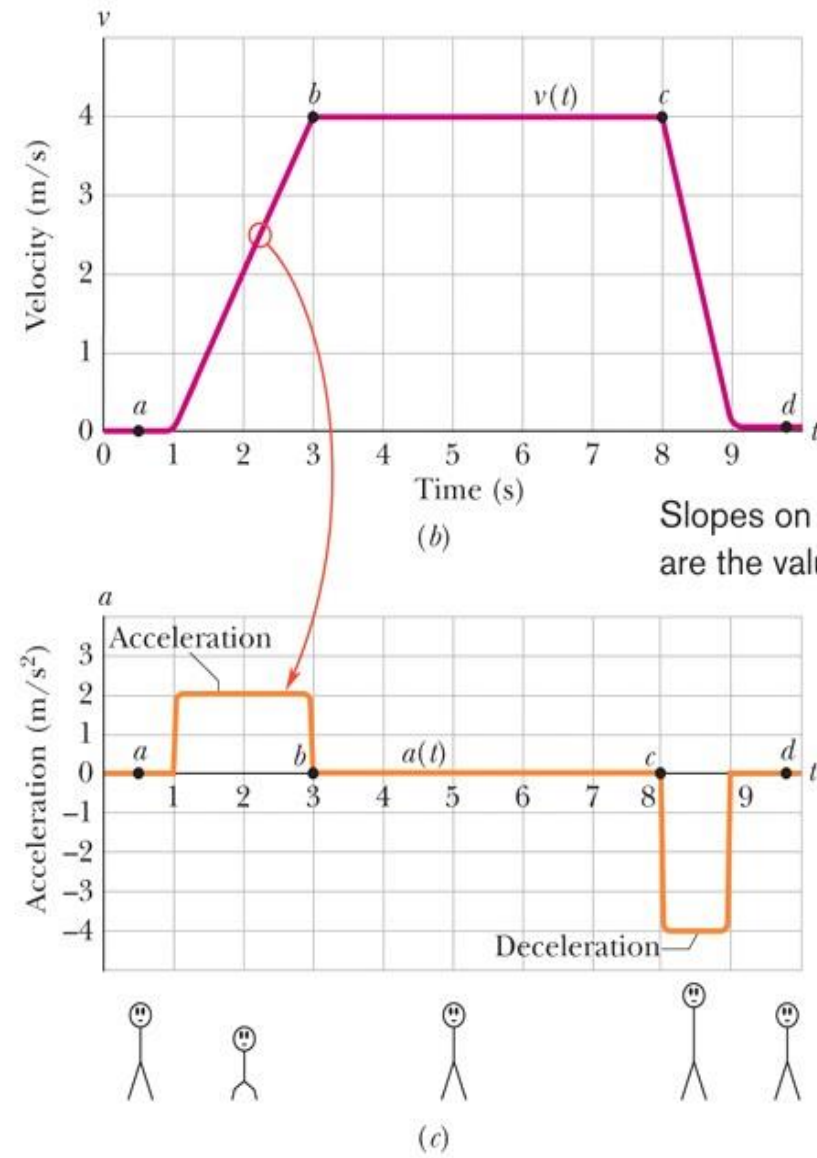 v
4
3
2
1
0
Velocity (m/s)
a
b
v(t)
c
d
t
0 1 2 3 4 5 6 7 8 9
Time (s)
(b)
Slopes on
are the valu
a
Acceleration
3
2
1
0
−1
−2
−3
−4
Acceleration (m/s²)
a
b
a(t)
c
d
t
1 2 3 4 5 6 7 8 9
Deceleration
(c)